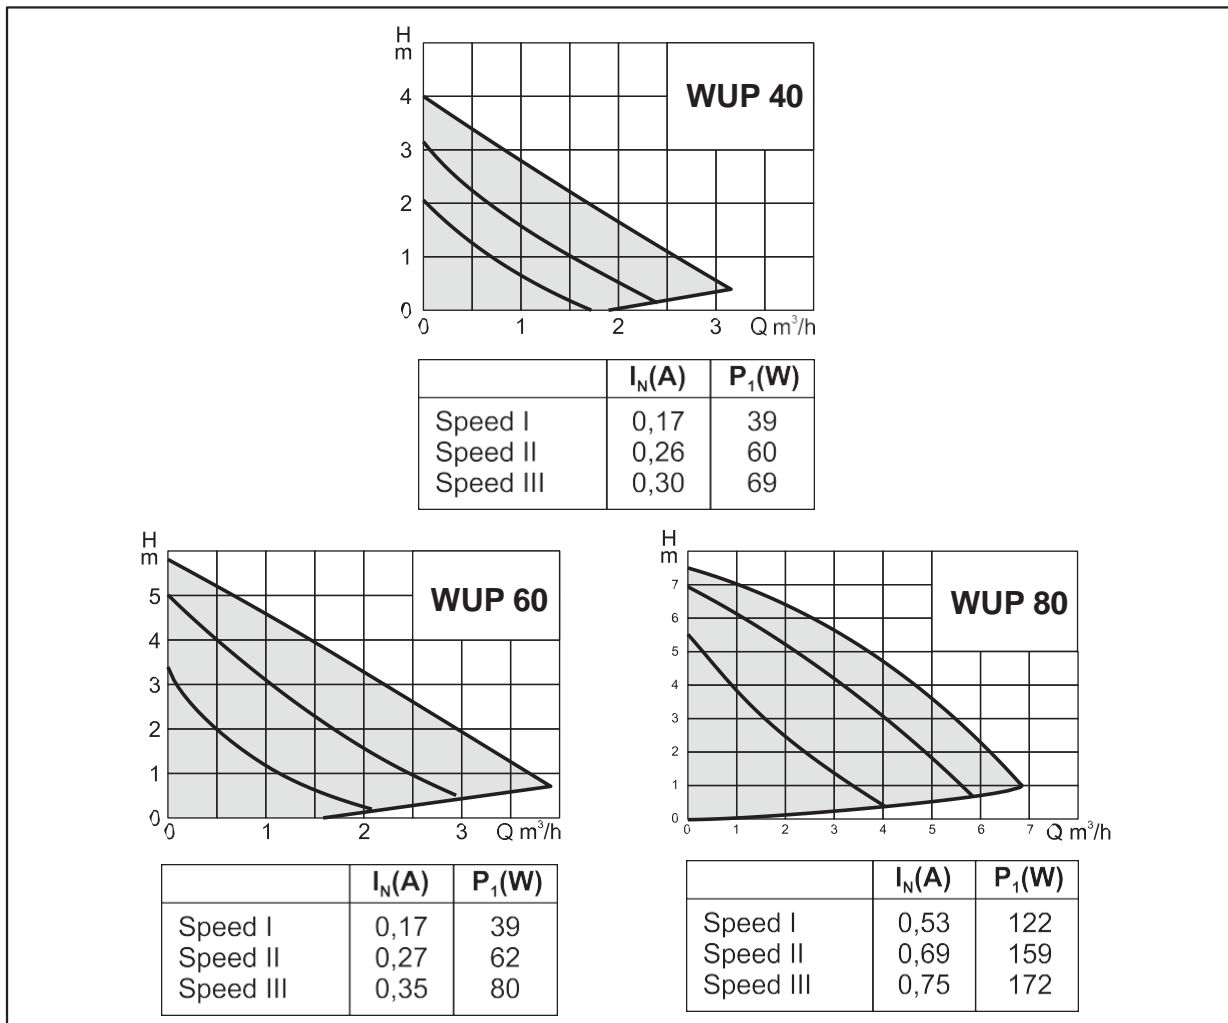 H
m
WUP 40
4
3
2
1
0
0 1 2 3 Q m³/h
I_N(A) P_1(W)
Speed I 0,17 39
Speed II 0,26 60
Speed III 0,30 69
H
m
WUP 60
5
4
3
2
1
0
0 1 2 3 Q m³/h
I_N(A) P_1(W)
Speed I 0,17 39
Speed II 0,27 62
Speed III 0,35 80
H
m
WUP 80
7
6
5
4
3
2
1
0
0 1 2 3 4 5 6 7 Q m³/h
I_N(A) P_1(W)
Speed I 0,53 122
Speed II 0,69 159
Speed III 0,75 172